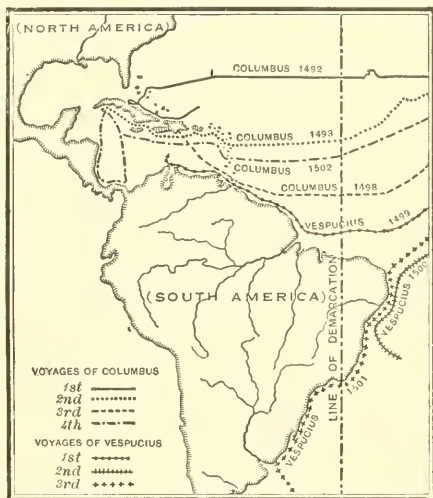 (NORTH AMERICA)
COLUMBUS 1492
COLUMBUS 1493
COLUMBUS 1502
COLUMBUS 1498
VESPUCIUS 1499
(SOUTH AMERICA)
LINE OF DEMARCATION
VESPUCIUS 1500
VESPUCIUS 1501
VOYAGES OF COLUMBUS
1st
2nd
3rd
4th
VOYAGES OF VESPUCIUS
1st
2nd
3rd